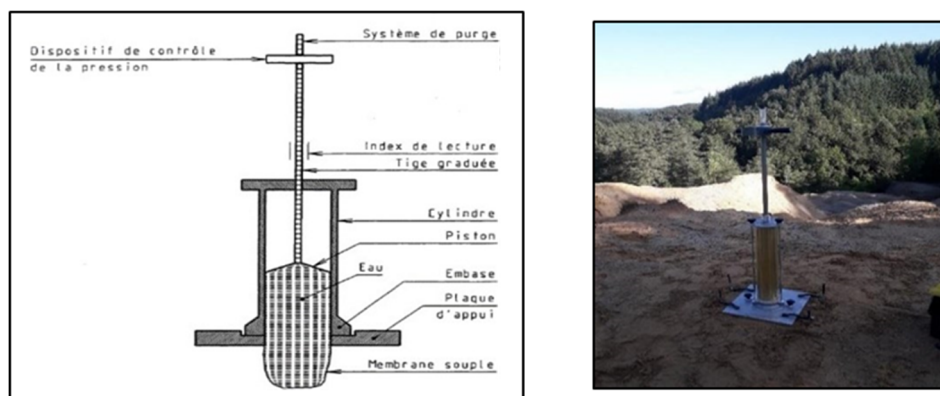 Système de purge
Dispositif de contrôle
de la pression
Index de lecture
Tige graduée
Cylindre
Piston
Eau
Embase
Plaque
d'appui
Membrane souple